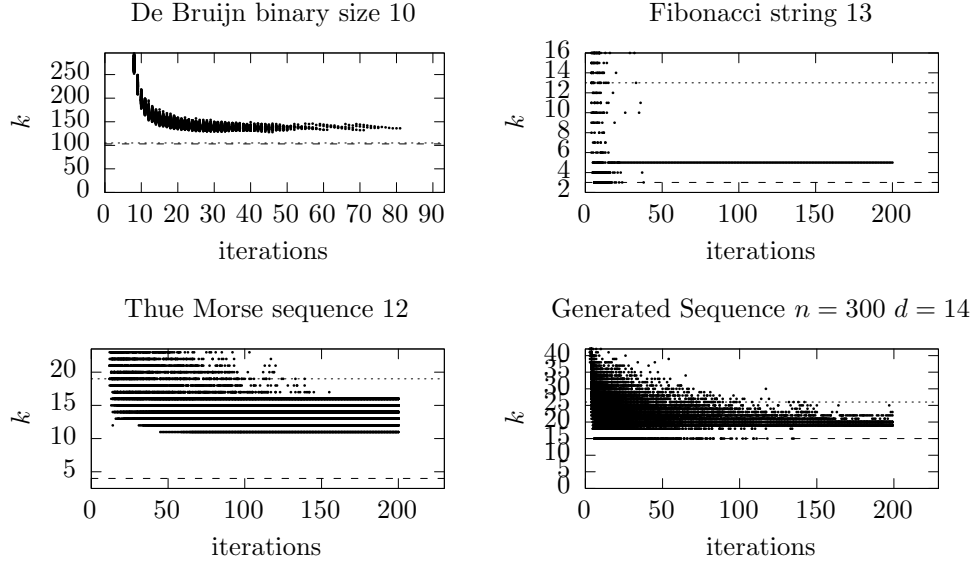 De Bruijn binary size 10
250
200
150
100
50
0
k
0 10 20 30 40 50 60 70 80 90
iterations
Fibonacci string 13
16
14
12
10
8
6
4
2
k
0 50 100 150 200
iterations
Thue Morse sequence 12
20
15
10
5
k
0 50 100 150 200
iterations
Generated Sequence n = 300 d = 14
40
35
30
25
20
15
10
5
0
k
0 50 100 150 200
iterations